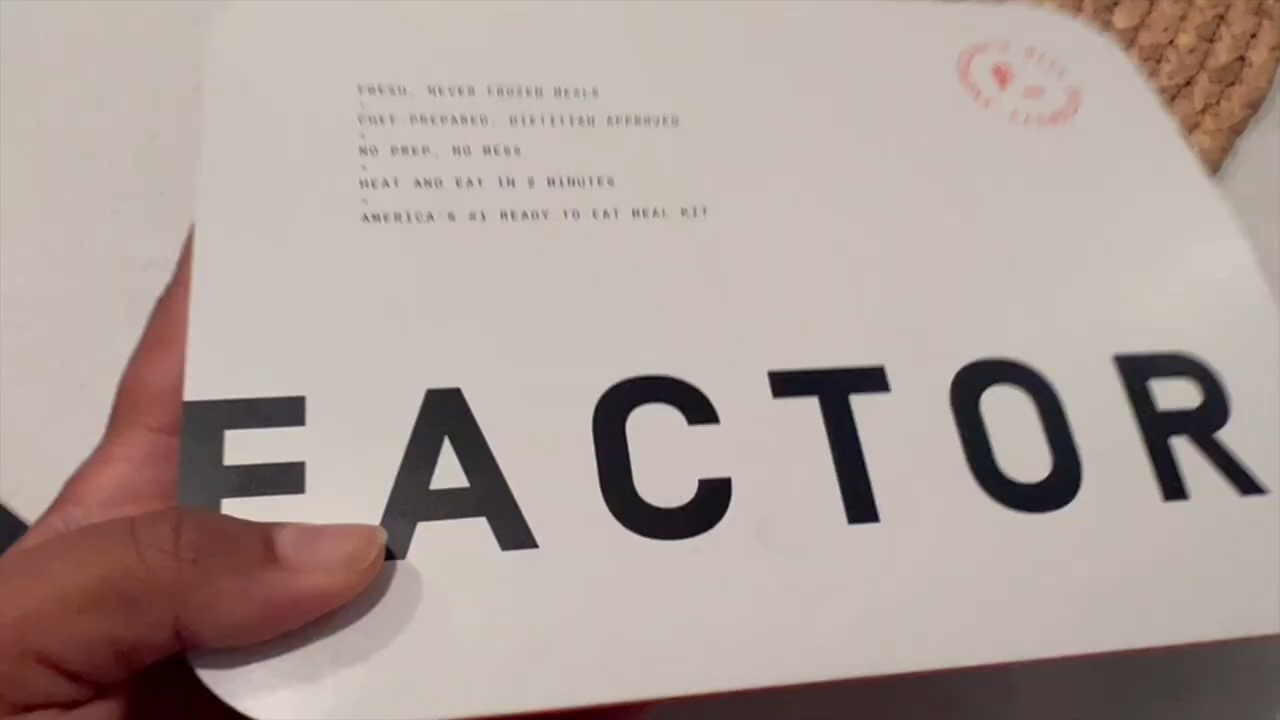 FRESH, NEVER FROZEN MEALS
CHEF PREPARED, DIETITIAN APPROVED
NO PREP, NO MESS
HEAT AND EAT IN 2 MINUTES
AMERICA'S #1 READY TO EAT MEAL KIT
FACTOR